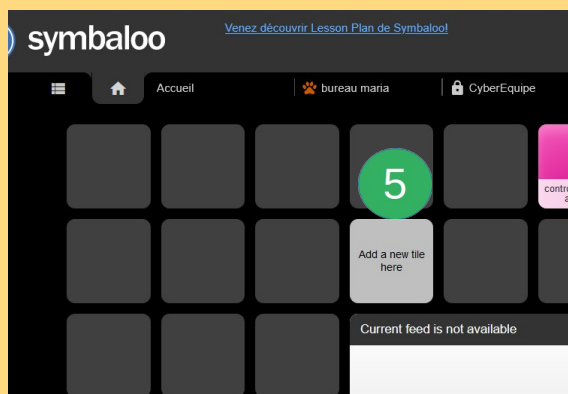 symbaloo
Venez découvrir Lesson Plan de Symbaloo!
Accueil
bureau maria
CyberEquipe
5
Add a new tile
here
Current feed is not available